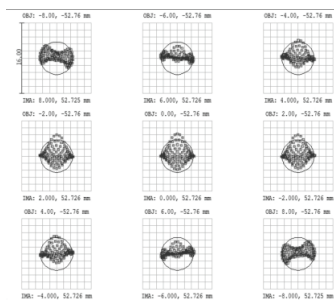 OBJ: -8.00, -52.76 mm
OBJ: -6.00, -52.76 mm
OBJ: -4.00, -52.76 mm
16.00
IMA: 8.000, 52.725 mm
IMA: 6.000, 52.726 mm
IMA: 4.000, 52.726 mm
OBJ: -2.00, -52.76 mm
OBJ: 0.00, -52.76 mm
OBJ: 2.00, -52.76 mm
IMA: 2.000, 52.726 mm
IMA: 0.000, 52.726 mm
IMA: -2.000, 52.726 mm
OBJ: 4.00, -52.76 mm
OBJ: 6.00, -52.76 mm
OBJ: 8.00, -52.76 mm
IMA: -4.000, 52.726 mm
IMA: -6.000, 52.726 mm
IMA: -8.000, 52.725 mm